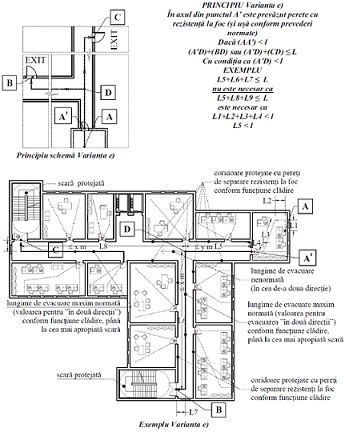 C
EXIT
EXIT
B
D
A'
A
Principiu schemă Varianta e)
PRINCIPIU Varianta e)
În axul din punctul A' este prevăzut perete cu
rezistență la foc (și ușă conform prevederi
normate)
Dacă (AA') < l
(A'D)+(BD) sau (A'D)+(CD) ≤ L
Cu condiția ca (A'D) < l
EXEMPLU
L5+L6+L7 ≤ L
nu este necesar ca
L5+L8+L9 ≤ L
este necesar ca
L1+L2+L3+L4 < l
L5 < l
scară protejată
coridoare protejate cu pereți
de separare rezistenți la foc
conform funcțiune clădire
L2
A
D
L1
L3
L8
≤ x m
≤ y m
L5
C
A'
lungime de evacuare
nenormată
(în cea de-a doua direcție)
lungime de evacuare maxim
normată (valoarea pentru
evacuarea "în două direcții")
conform funcțiune clădire,
până la cea mai apropiată scară
lungime de evacuare maxim normată
(valoarea pentru "în două direcții")
conform funcțiune clădire, până
la cea mai apropiată scară
scară protejată
coridoare protejate cu pereți
de separare rezistenți la foc
conform funcțiune clădire
B
L7
Exemplu Varianta e)